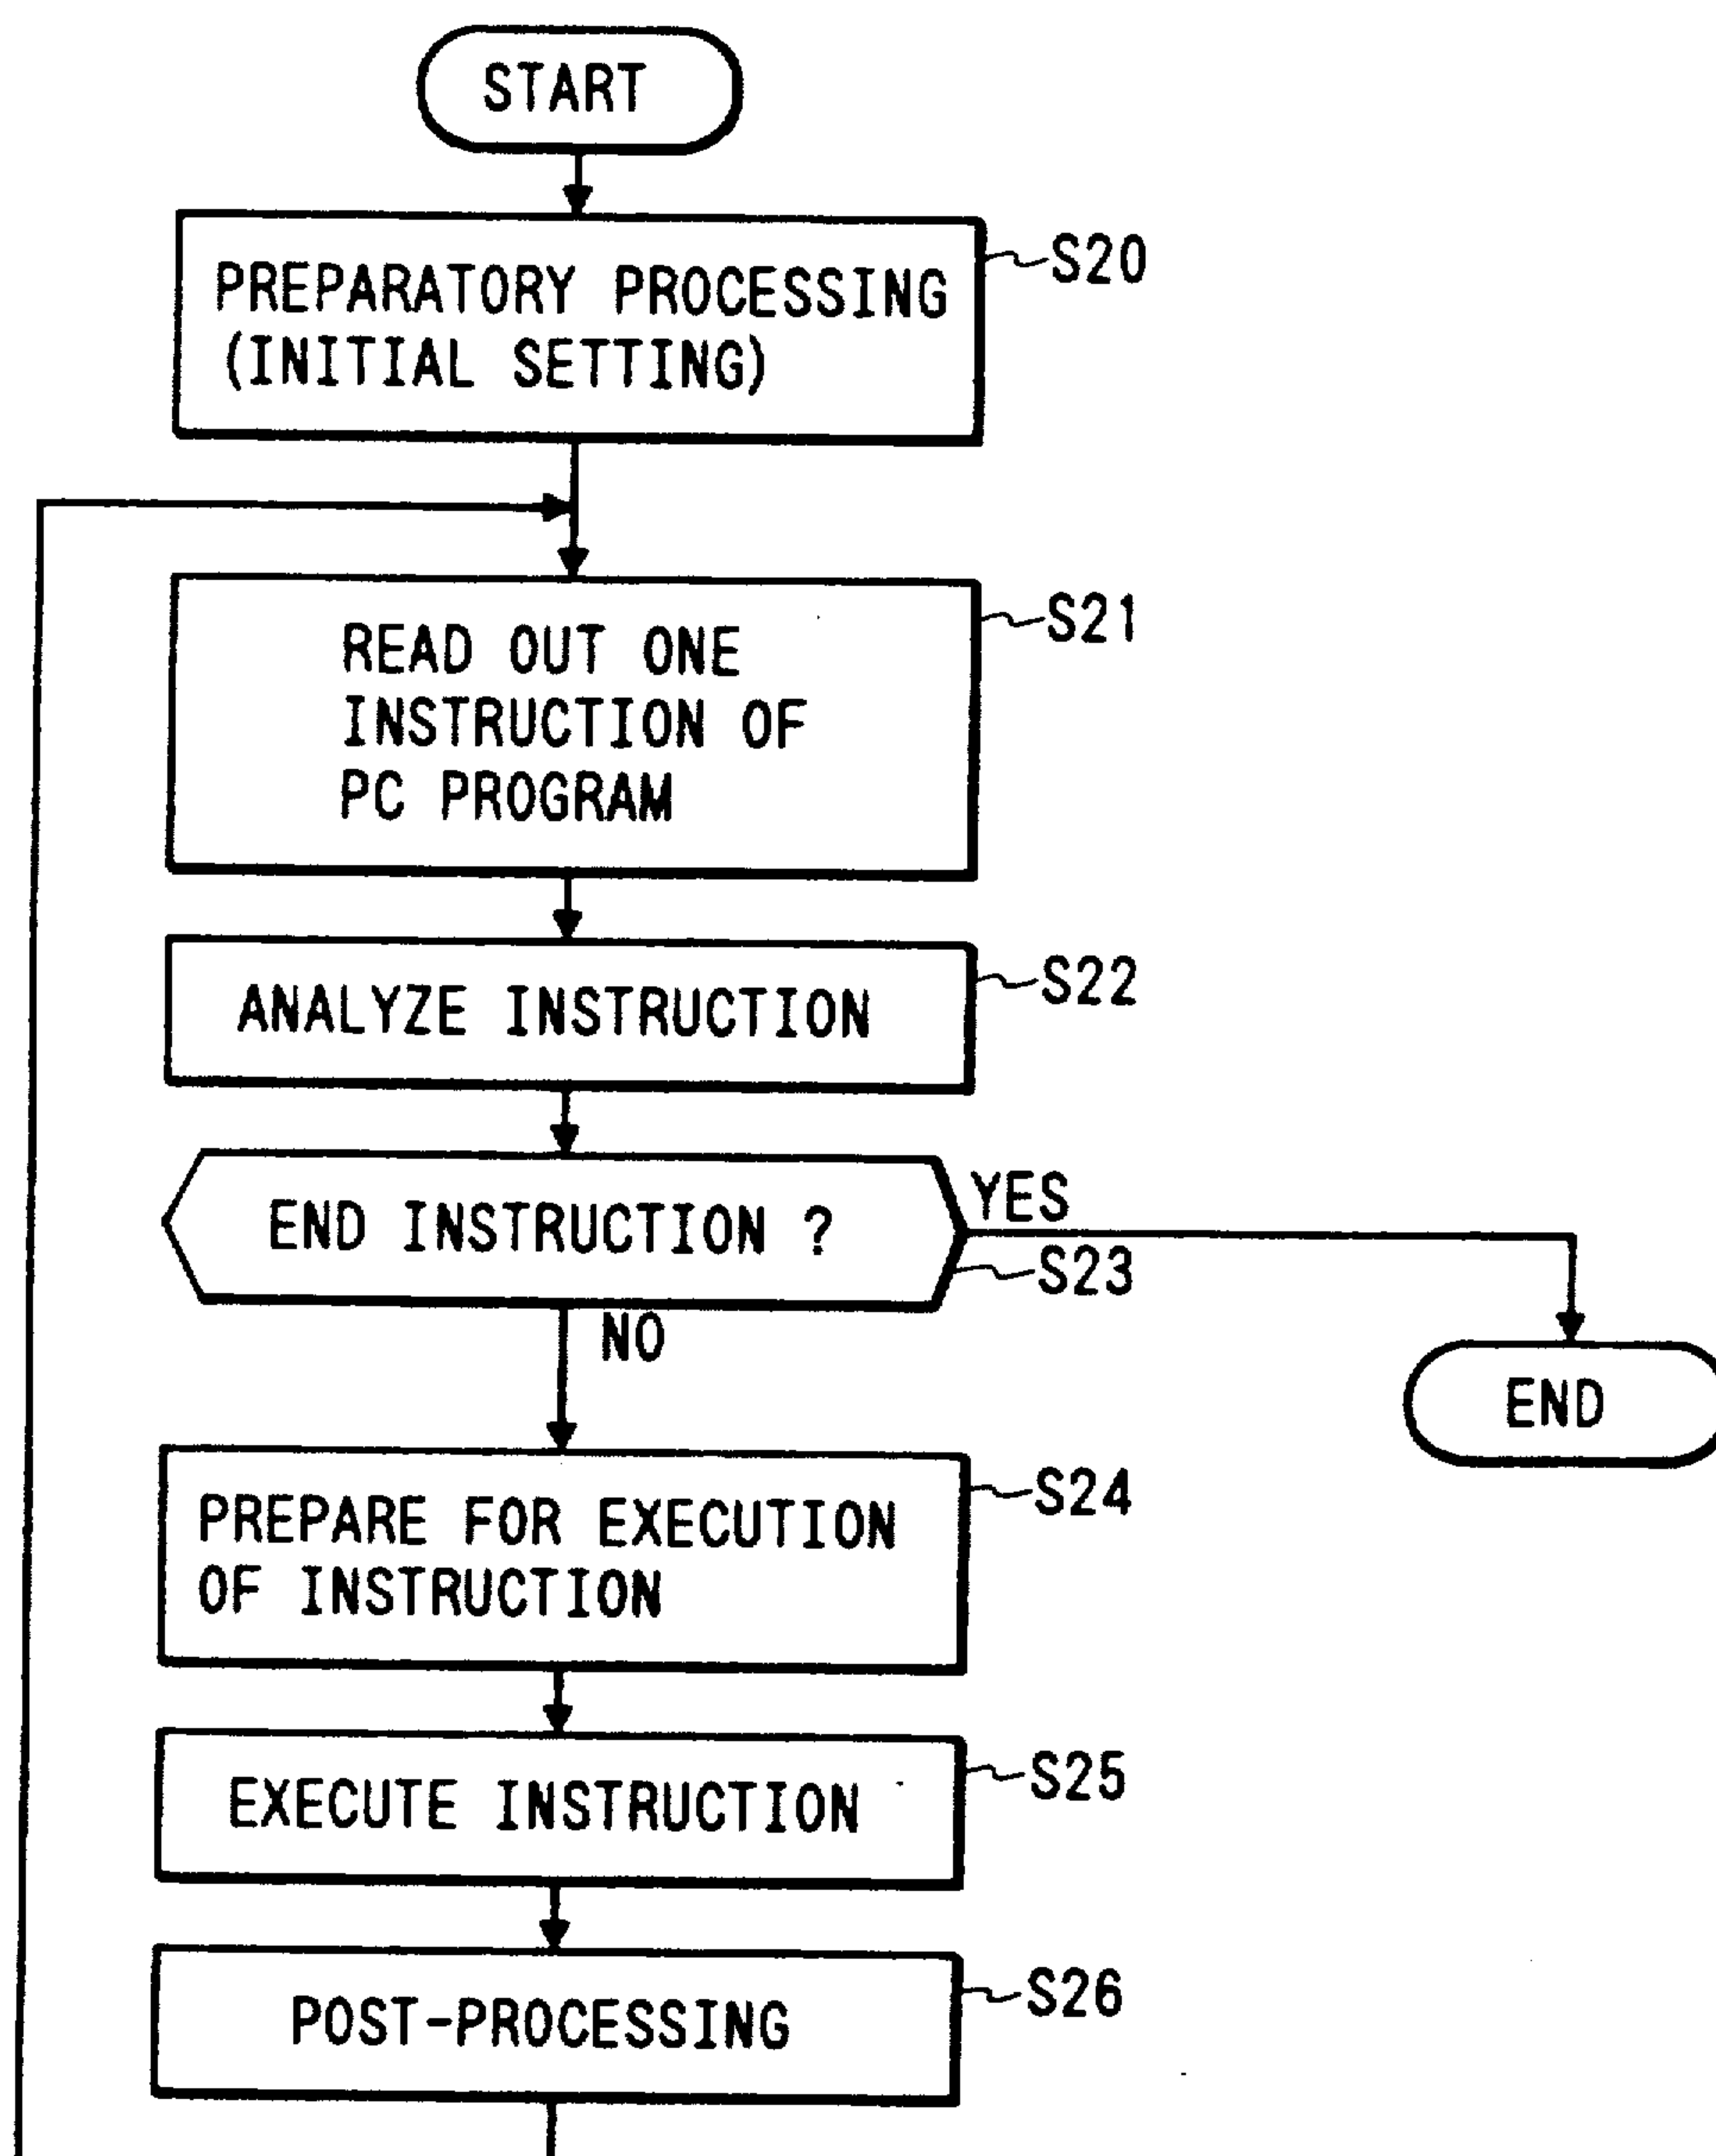 START
PREPARATORY PROCESSING
(INITIAL SETTING)
S20
READ OUT ONE
INSTRUCTION OF
PC PROGRAM
S21
ANALYZE INSTRUCTION
S22
END INSTRUCTION ?
YES
S23
NO
END
PREPARE FOR EXECUTION
OF INSTRUCTION
S24
EXECUTE INSTRUCTION
S25
POST-PROCESSING
S26